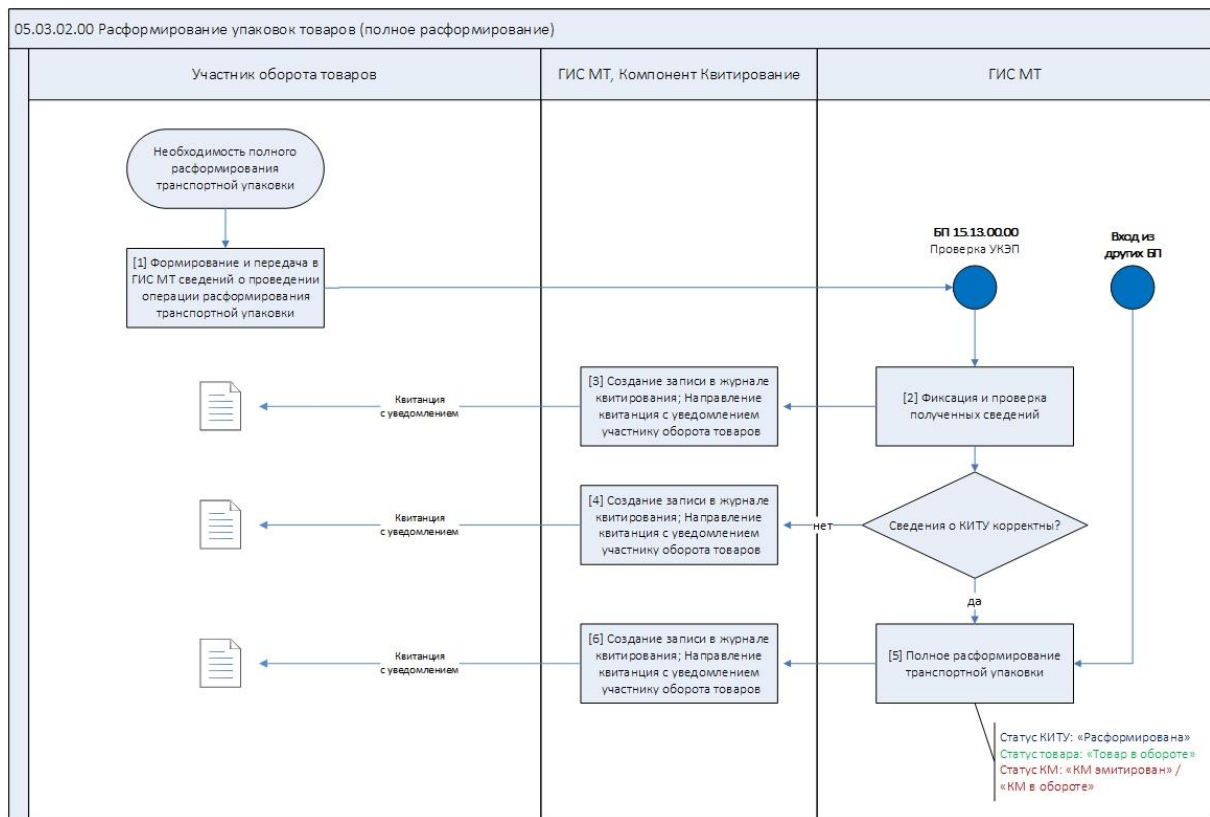 05.03.02.00 Расформирование упаковок товаров (полное расформирование)
Участник оборота товаров
ГИС МТ, Компонент Квитирование
ГИС МТ
Необходимость полного
расформирования
транспортной упаковки
[1] Формирование и передача в
ГИС МТ сведений о проведении
операции расформирования
транспортной упаковки
БП 15.13.00.00
Проверка УКЭП
Вход из
других БП
Квитанция
с уведомлением
[3] Создание записи в журнале
квитирования; Направление
квитанция с уведомлением
участнику оборота товаров
[2] Фиксация и проверка
полученных сведений
Квитанция
с уведомлением
[4] Создание записи в журнале
квитирования; Направление
квитанция с уведомлением
участнику оборота товаров
нет
Сведения о КИТУ корректны?
да
Квитанция
с уведомлением
[6] Создание записи в журнале
квитирования; Направление
квитанция с уведомлением
участнику оборота товаров
[5] Полное расформирование
транспортной упаковки
Статус КИТУ: «Расформирована»
Статус товара: «Товар в обороте»
Статус КМ: «КМ эмитирован» /
«КМ в обороте»